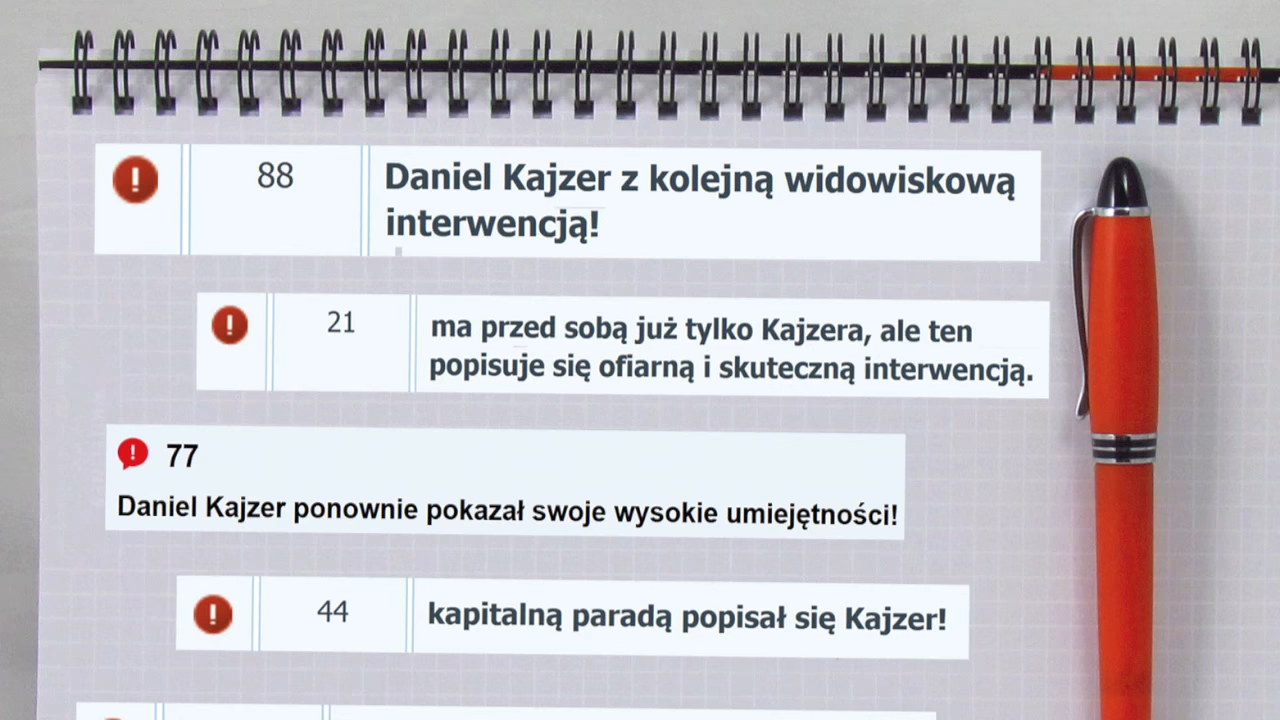 88
Daniel Kajzer z kolejną widowiskową
interwencją!
21
ma przed sobą już tylko Kajzera, ale ten
popisuje się ofiarną i skuteczną interwencją.
77
Daniel Kajzer ponownie pokazał swoje wysokie umiejętności!
44
kapitalną paradą popisał się Kajzer!